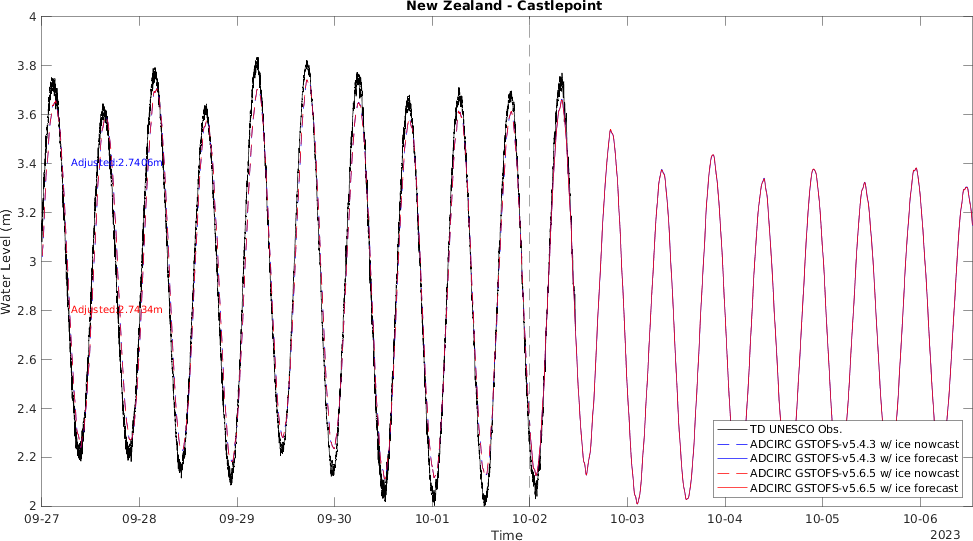 New Zealand - Castlepoint
4
3.8
3.6
3.4
3.2
3
2.8
2.6
2.4
2.2
2
Water Level (m)
Adjusted:2.7406m
Adjusted:2.7434m
TD UNESCO Obs.
ADCIRC GSTOFS-v5.4.3 w/ ice nowcast
ADCIRC GSTOFS-v5.4.3 w/ ice forecast
ADCIRC GSTOFS-v5.6.5 w/ ice nowcast
ADCIRC GSTOFS-v5.6.5 w/ ice forecast
09-27 09-28 09-29 09-30 10-01 10-02 10-03 10-04 10-05 10-06
Time
2023